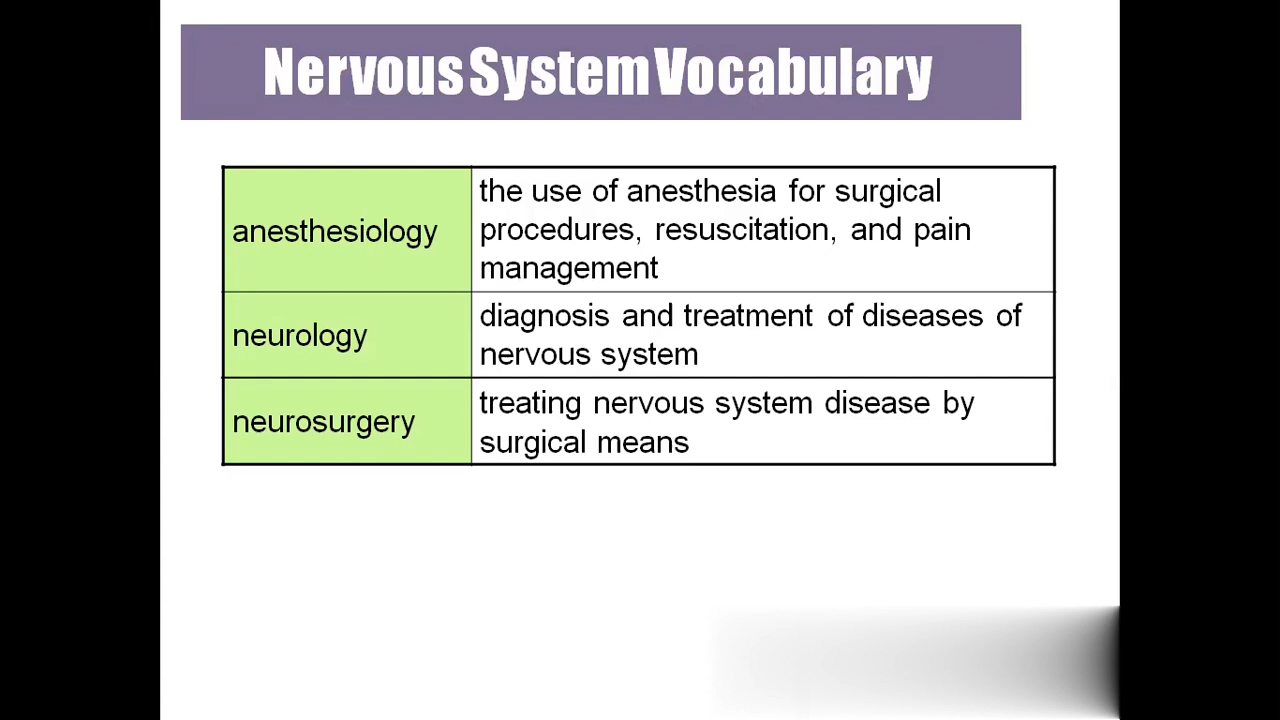 Nervous System Vocabulary
anesthesiology
the use of anesthesia for surgical
procedures, resuscitation, and pain
management
neurology
diagnosis and treatment of diseases of
nervous system
neurosurgery
treating nervous system disease by
surgical means